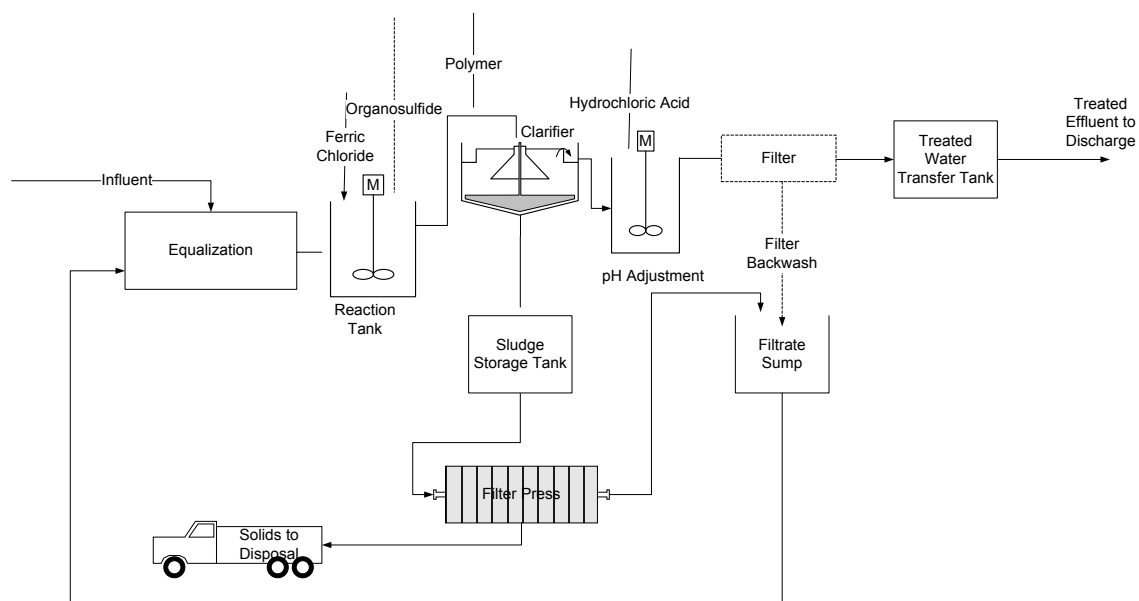 Polymer
Organosulfide
Hydrochloric Acid
Ferric
Chloride
Clarifier
M
M
Treated
Effluent to
Discharge
Influent
Filter
Treated
Water
Transfer Tank
Equalization
Filter
Backwash
pH Adjustment
Reaction
Tank
Sludge
Storage Tank
Filtrate
Sump
Filter Press
Solids to
Disposal